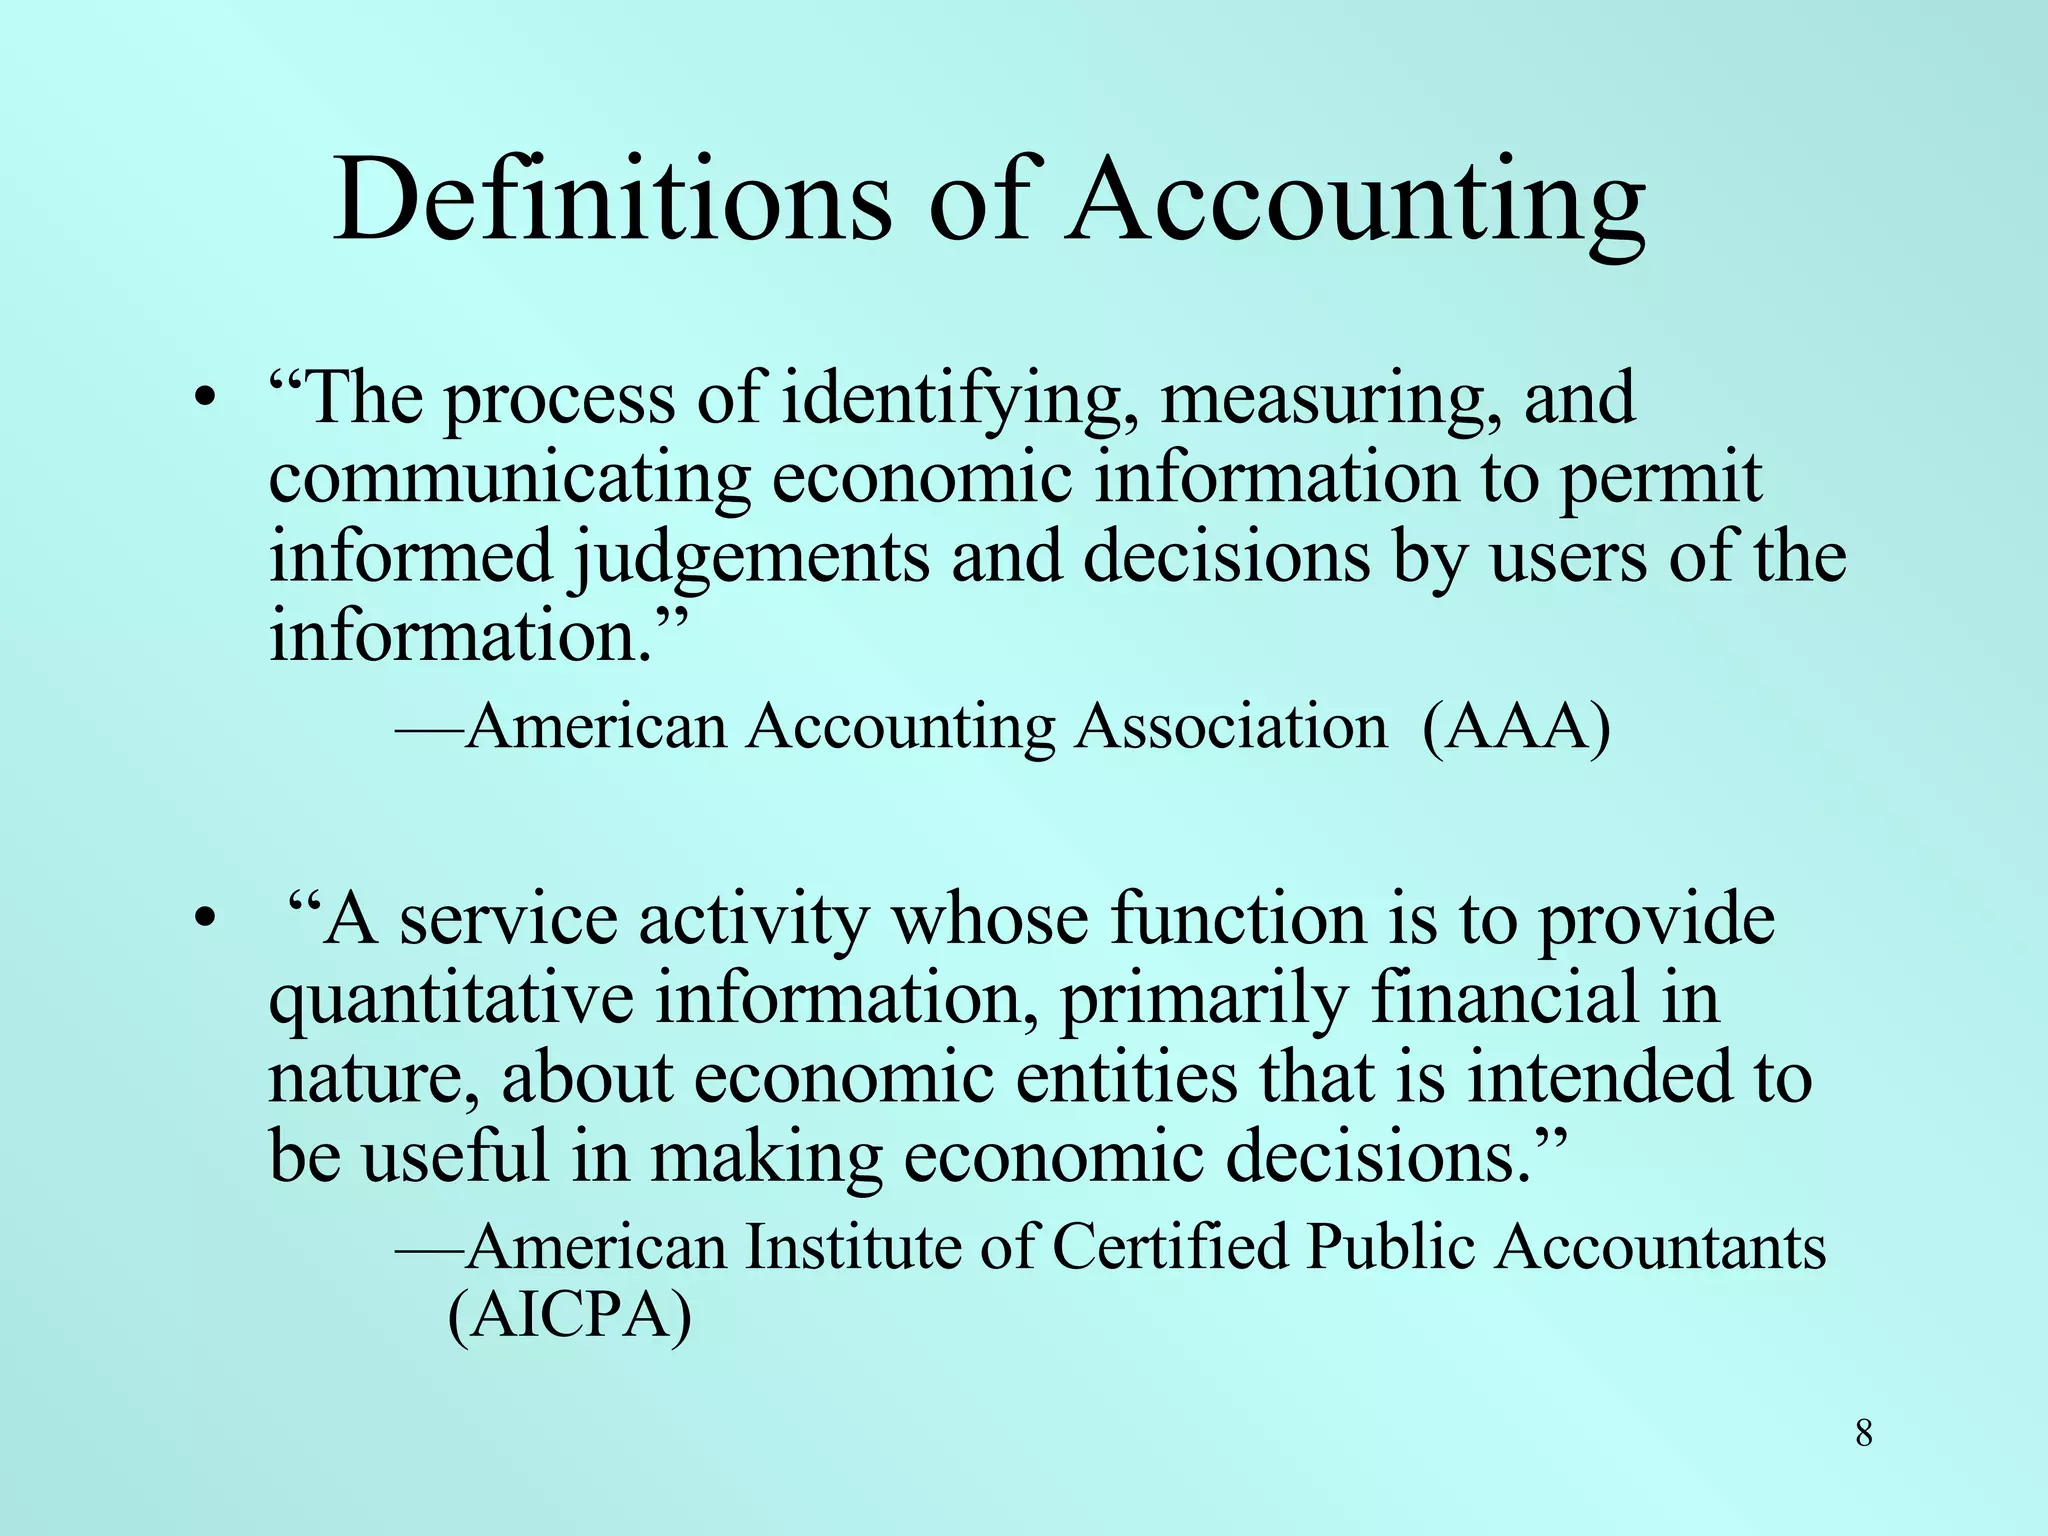 Definitions of Accounting
• “The process of identifying, measuring, and
communicating economic information to permit
informed judgements and decisions by users of the
information.”
—American Accounting Association (AAA)
• “A service activity whose function is to provide
quantitative information, primarily financial in
nature, about economic entities that is intended to
be useful in making economic decisions.”
—American Institute of Certified Public Accountants
(AICPA)
8